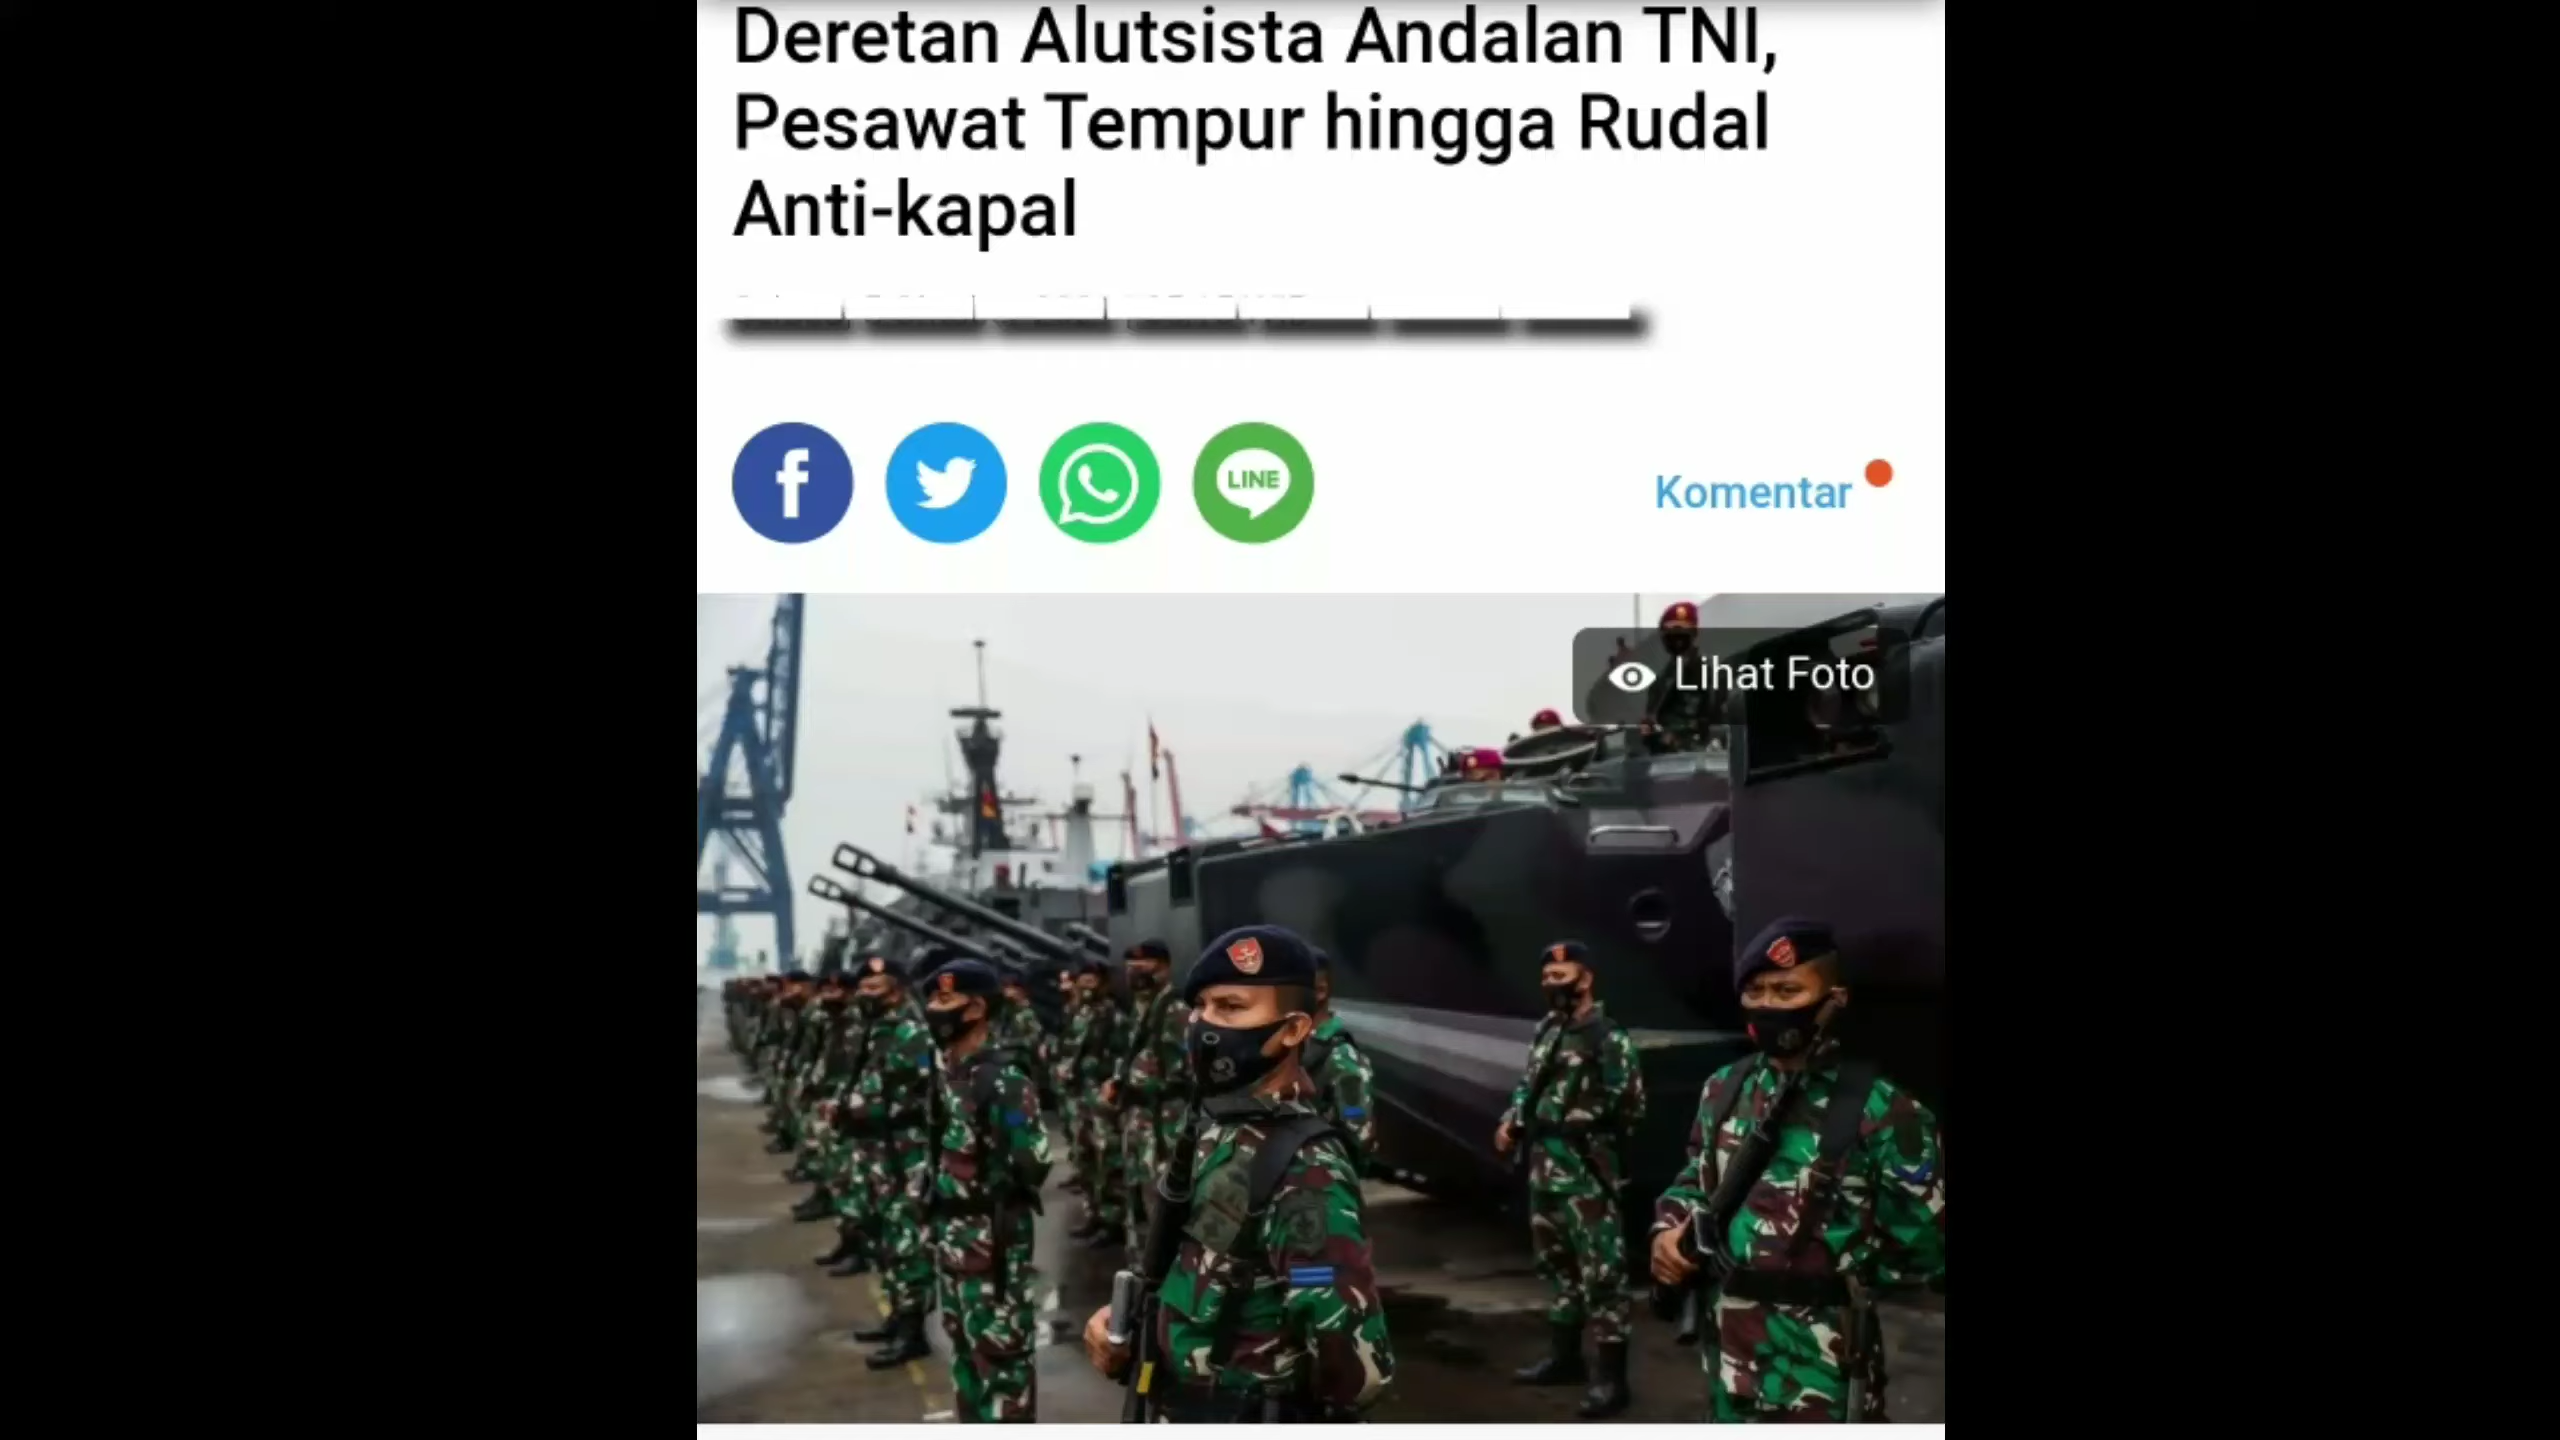 Deretan Alutsista Andalan TNI,
Pesawat Tempur hingga Rudal
Anti-kapal
LINE
Komentar
Lihat Foto